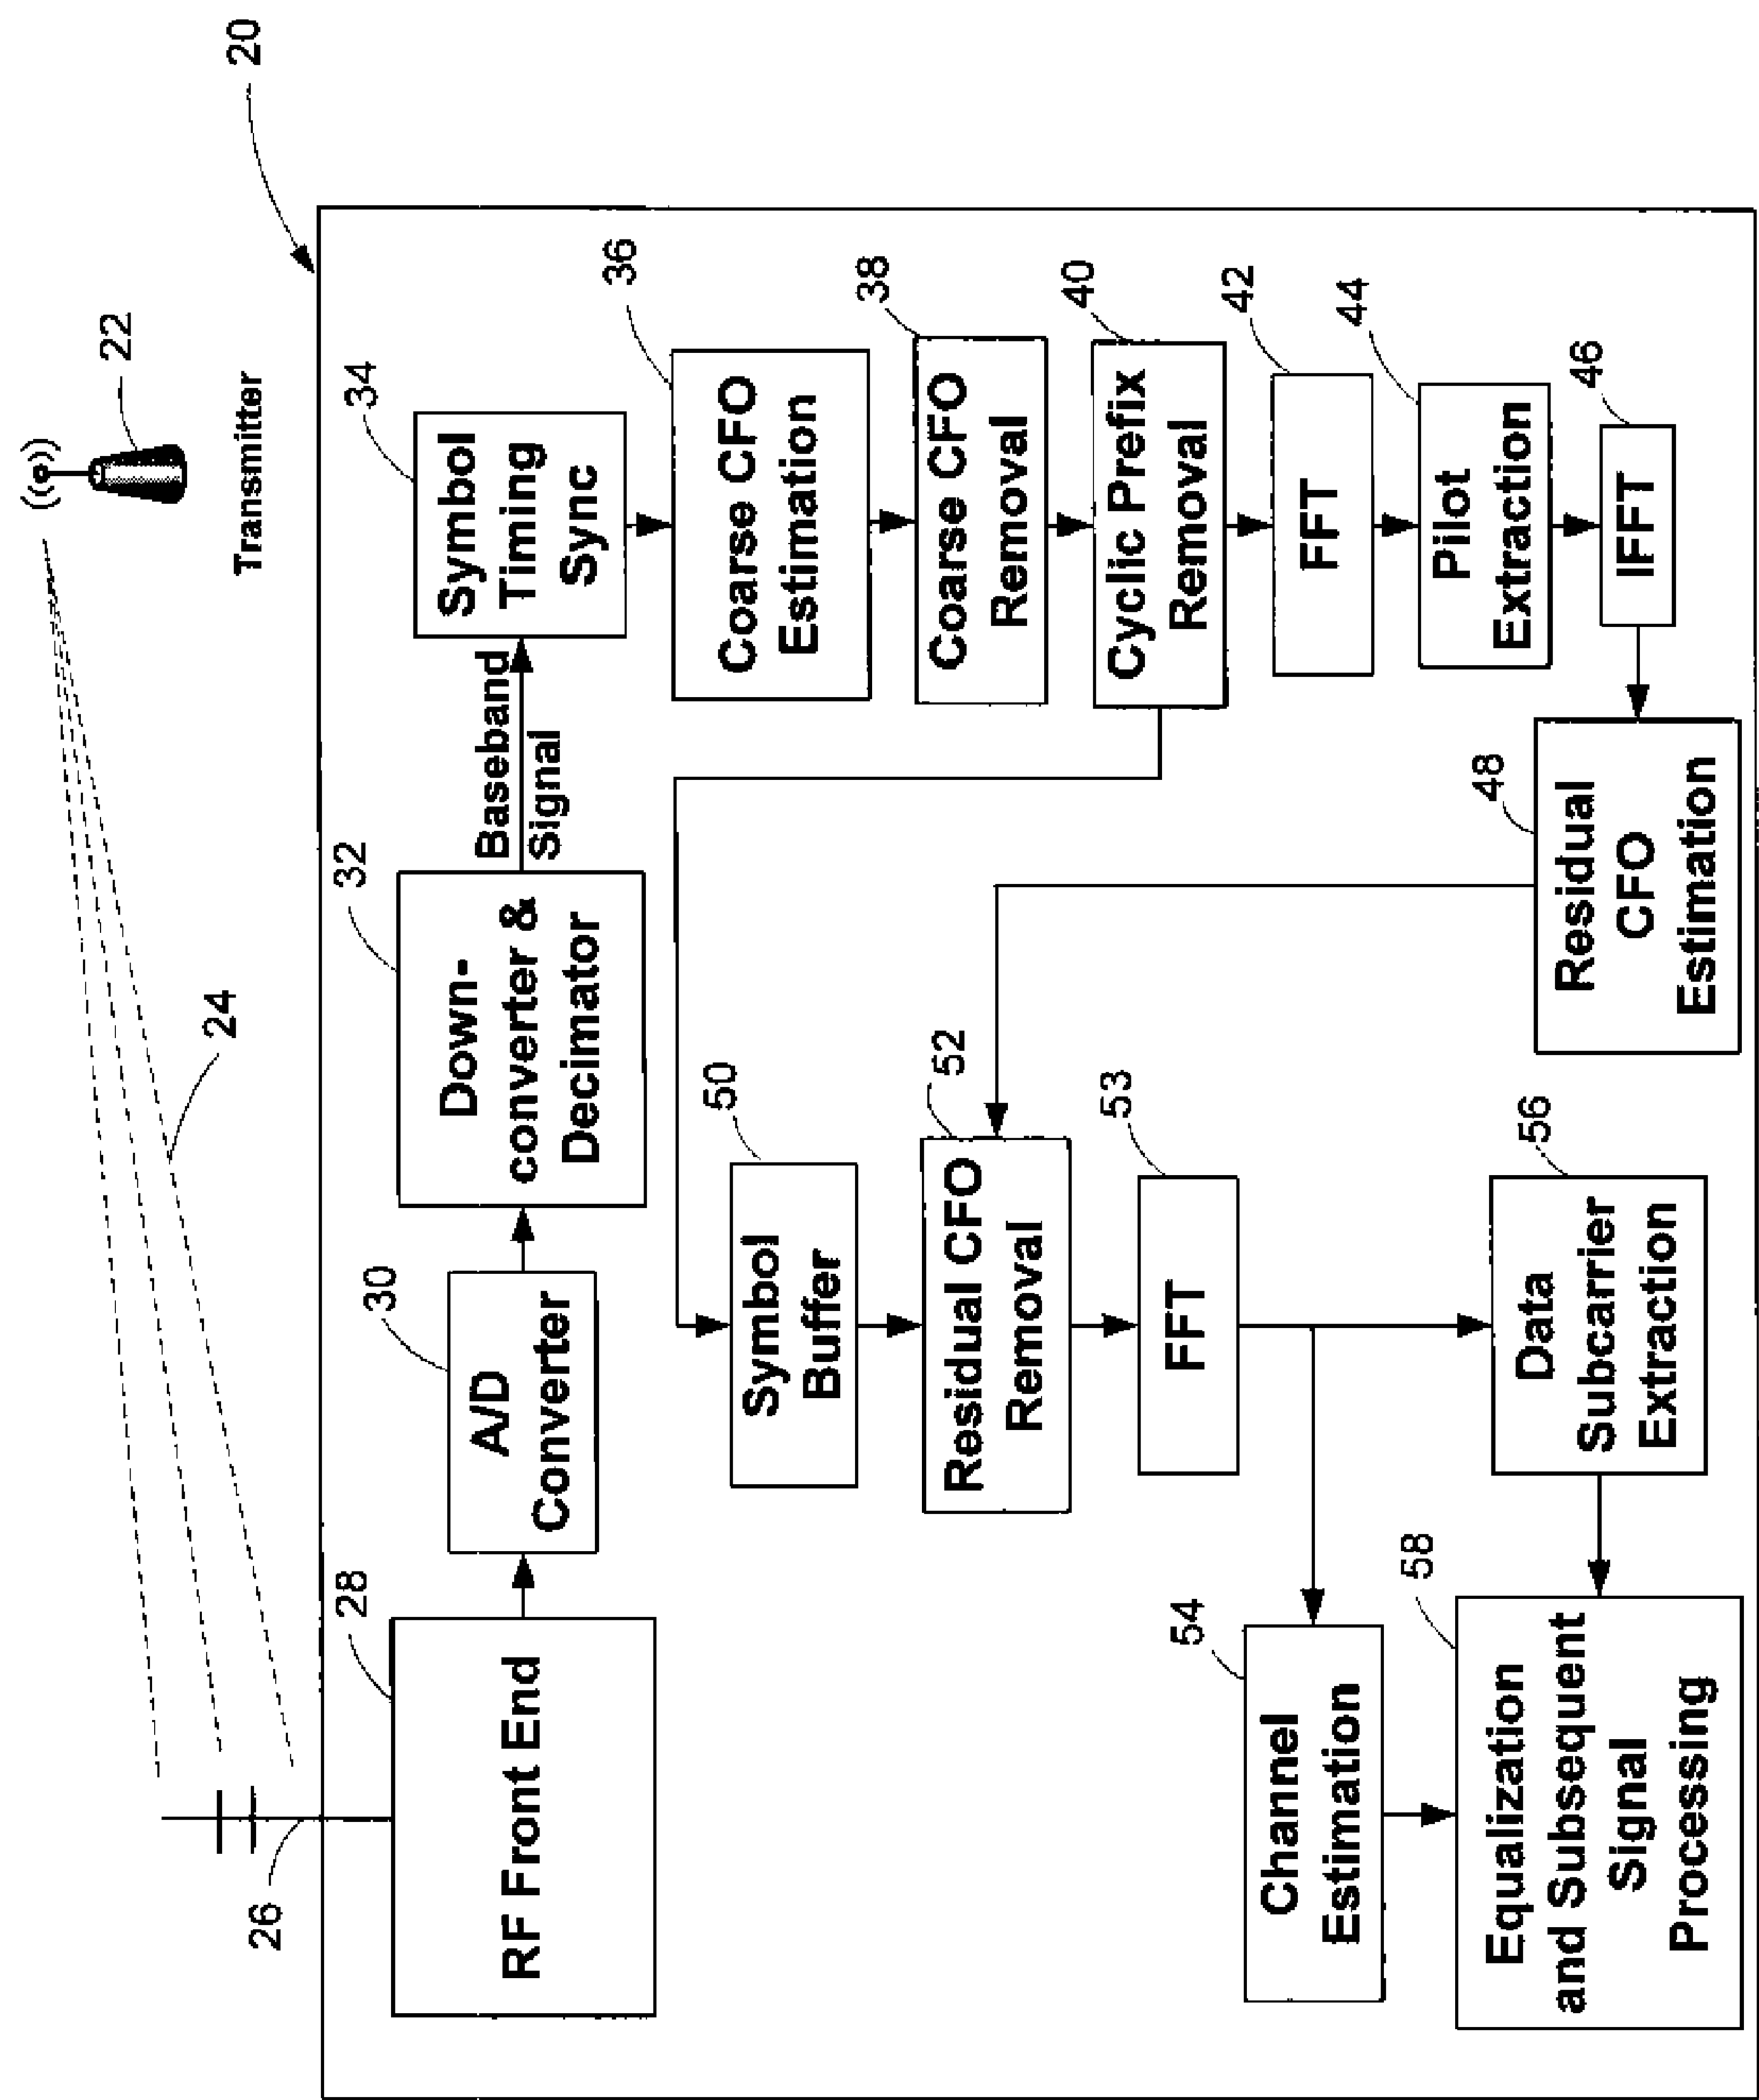 22
Transmitter
20
24
26
28
RF Front End
30
A/D
Converter
32
Down-
converter &
Decimator
Baseband
Signal
34
Symbol
Timing
Sync
36
Coarse CFO
Estimation
38
Coarse CFO
Removal
40
Cyclic Prefix
Removal
42
FFT
44
Pilot
Extraction
46
IFFT
48
Residual
CFO
Estimation
50
Symbol
Buffer
52
Residual CFO
Removal
53
FFT
54
Channel
Estimation
56
Data
Subcarrier
Extraction
58
Equalization
and Subsequent
Signal
Processing